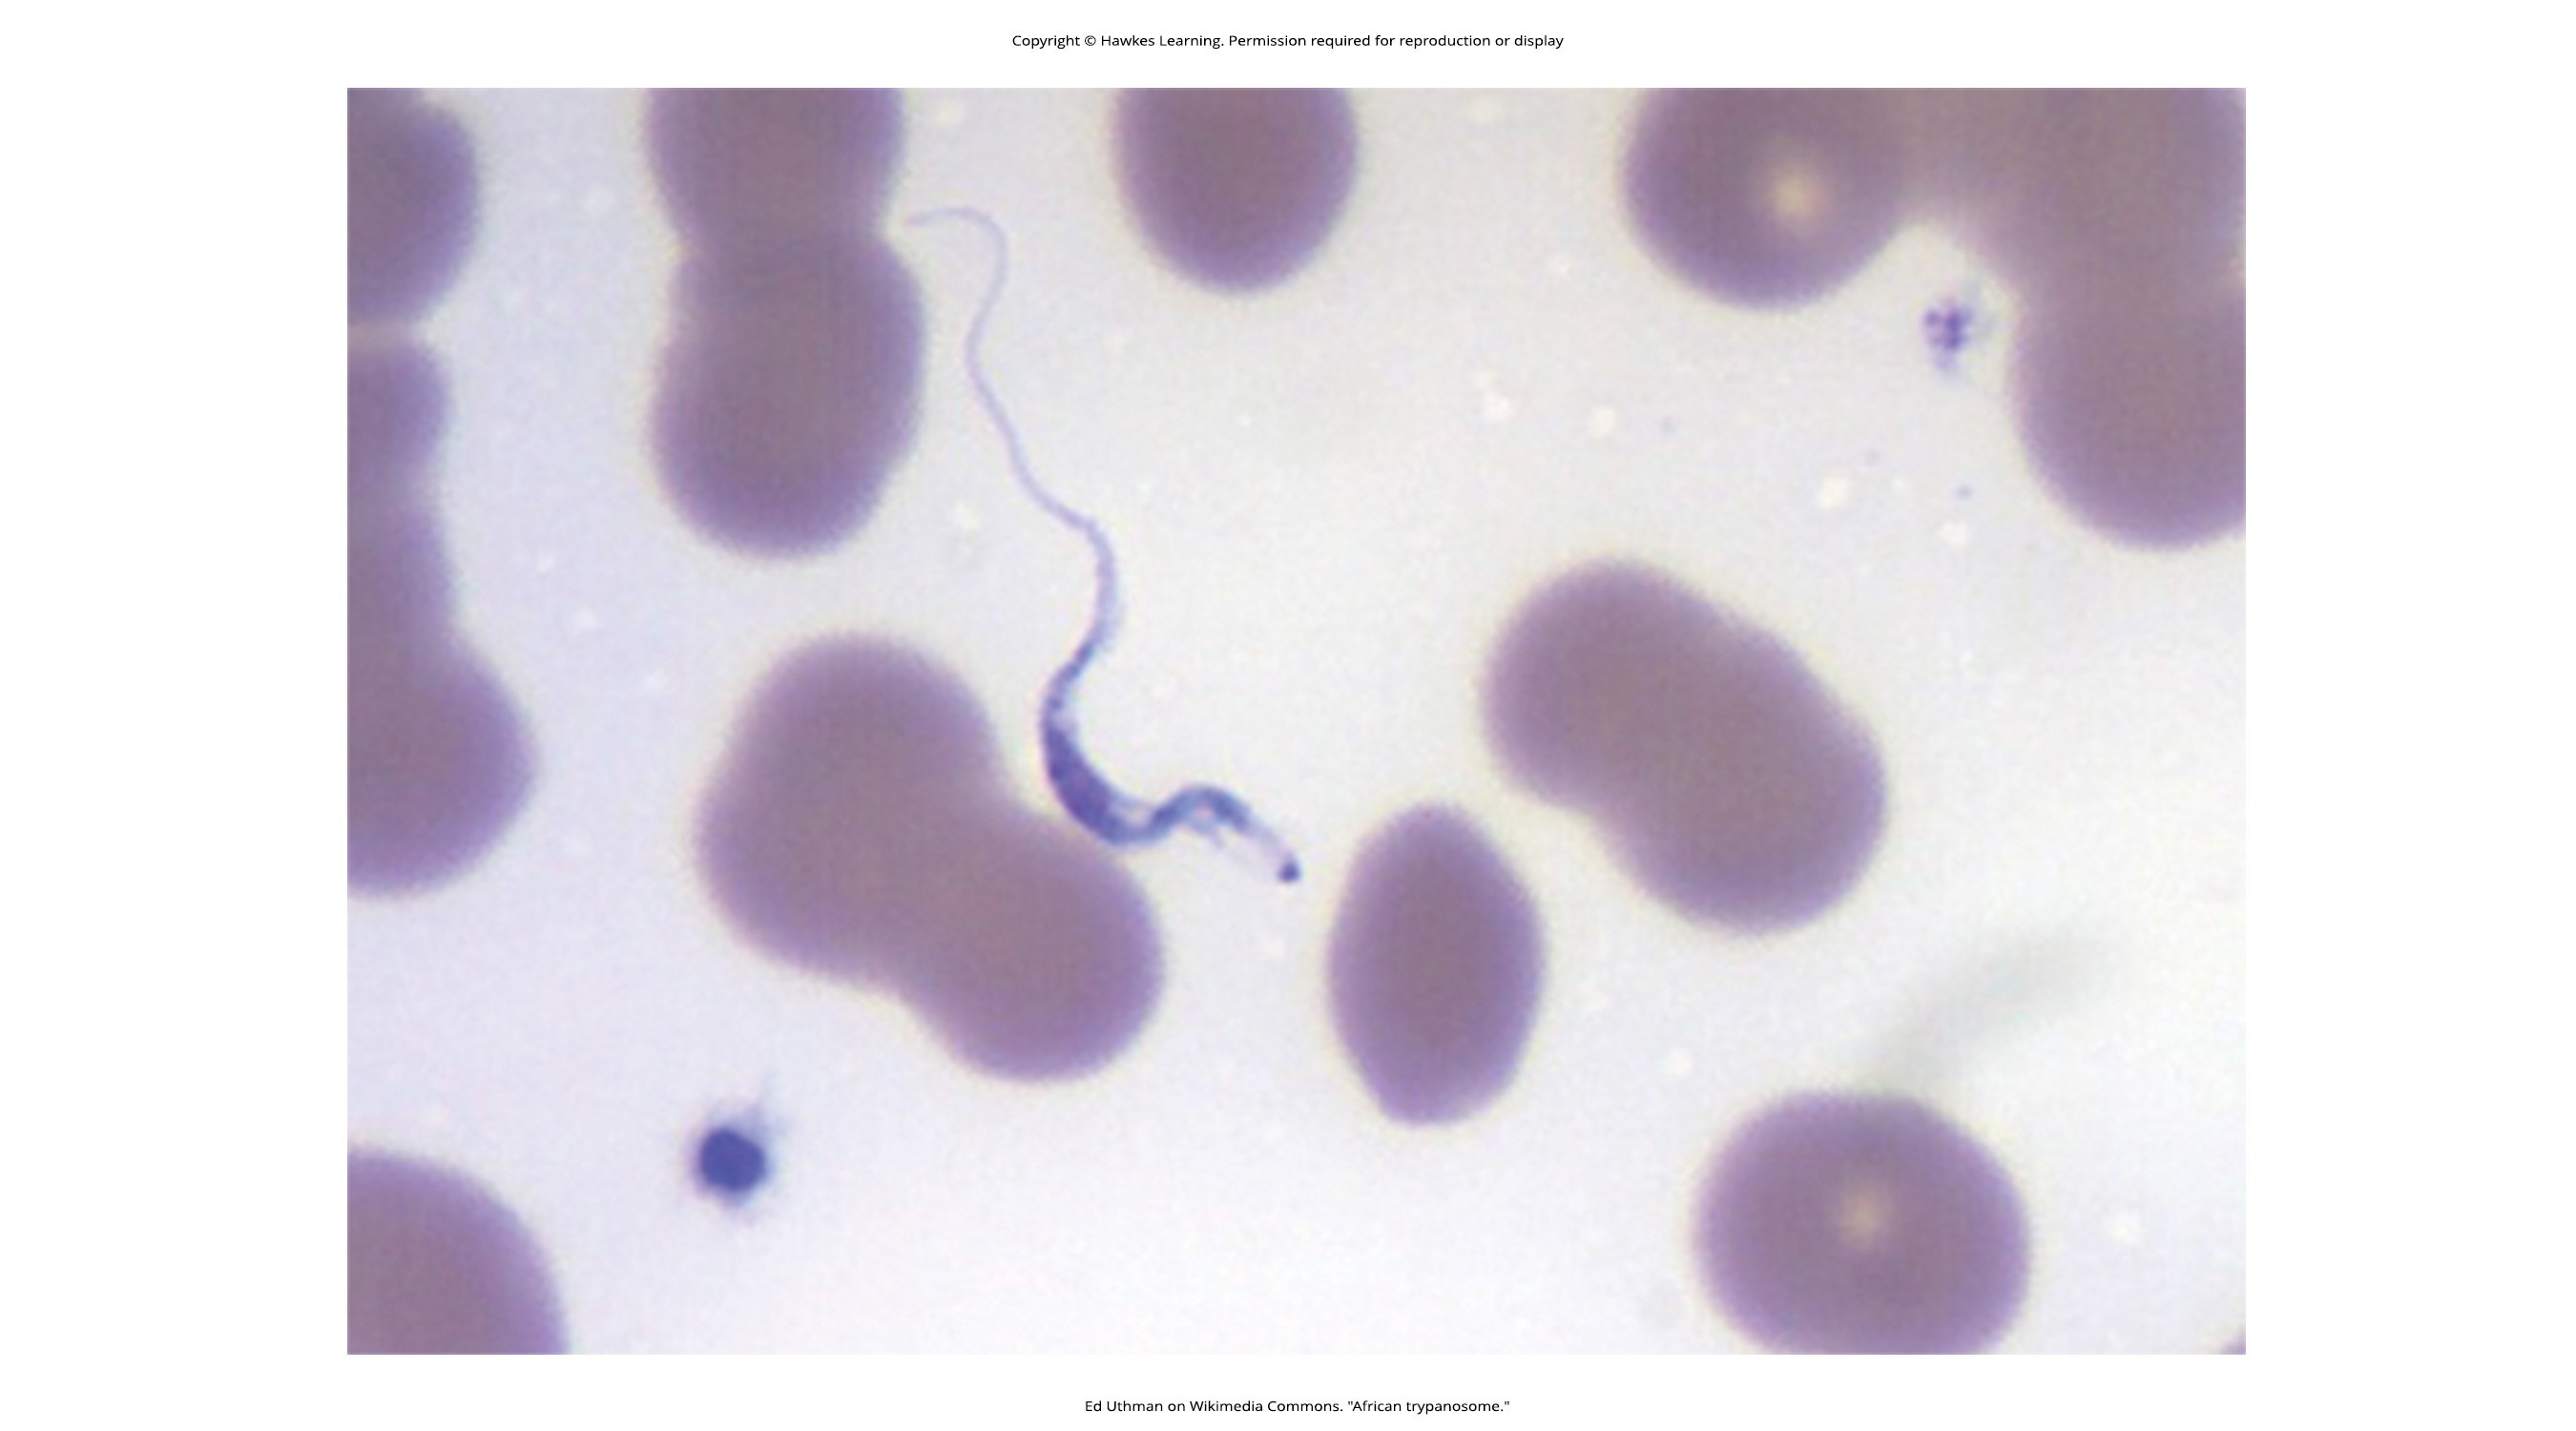 Copyright © Hawkes Learning. Permission required for reproduction or display
Ed Uthman on Wikimedia Commons. "African trypanosome."